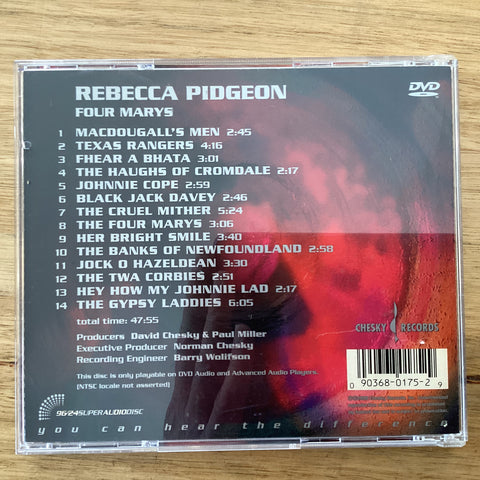 REBECCA PIDGEON
DVD
FOUR MARYS
1 MACDOUGALL'S MEN 2:45
2 TEXAS RANGERS 4:16
3 FHEAR A BHATA 3:01
4 THE HAUGHS OF CROMDALE 2:17
5 JOHNNIE COPE 2:59
6 BLACK JACK DAVEY 2:46
7 THE CRUEL MITHER 5:24
8 THE FOUR MARYS 3:06
9 HER BRIGHT SMILE 3:40
10 THE BANKS OF NEWFOUNDLAND 2:58
11 JOCK O HAZELDEAN 3:30
12 THE TWA CORBIES 2:51
13 HEY HOW MY JOHNNIE LAD 2:17
14 THE GYPSY LADDIES 6:05
total time: 47:55
Producers David Chesky & Paul Miller
Executive Producer Norman Chesky
Recording Engineer Barry Wolifson
This disc is only playable on DVD Audio and Advanced Audio Players.
[NTSC locale not asserted]
CHESKY RECORDS
0 90368-0175-2 9
96/24SUPERAUDIODISC
you can hear the difference